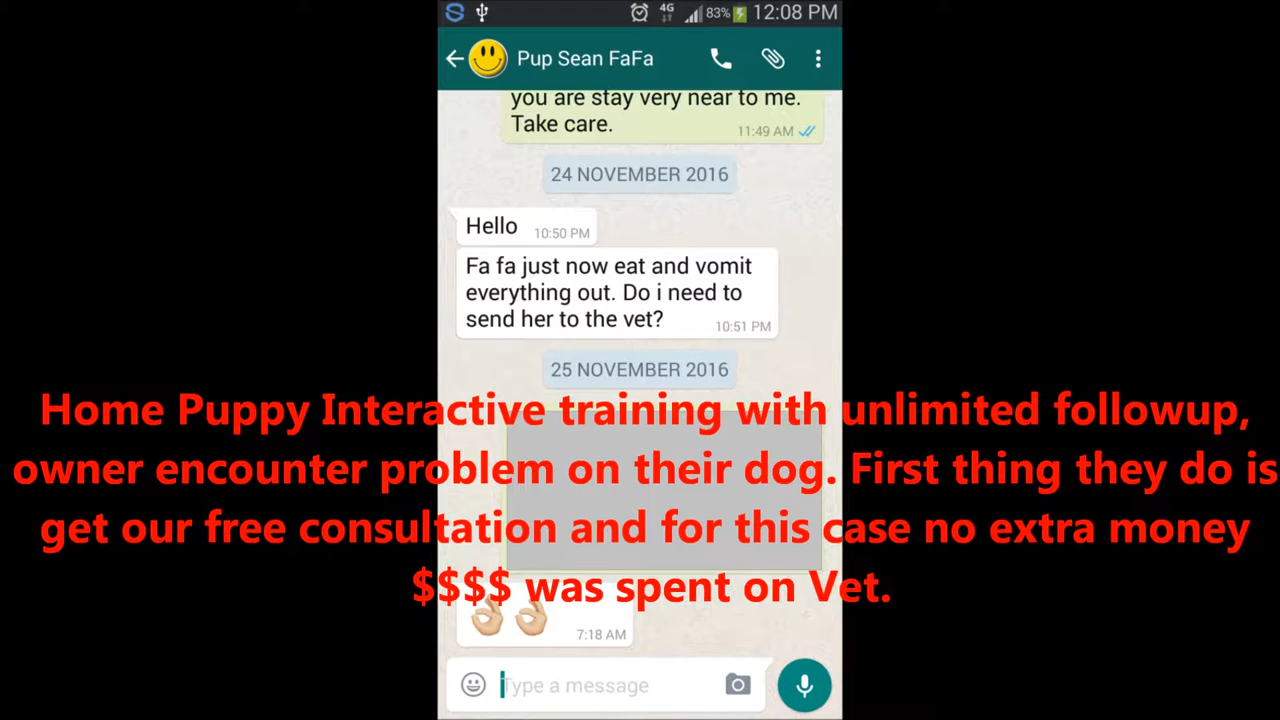 4G 83% 12:08 PM
Pup Sean FaFa
you are stay very near to me.
Take care.
11:49 AM
24 NOVEMBER 2016
Hello 10:50 PM
Fa fa just now eat and vomit
everything out. Do i need to
send her to the vet? 10:51 PM
25 NOVEMBER 2016
Home Puppy Interactive training with unlimited followup,
owner encounter problem on their dog. First thing they do is
get our free consultation and for this case no extra money
$$$$ was spent on Vet.
👌🏼 👌🏼 7:18 AM
Type a message